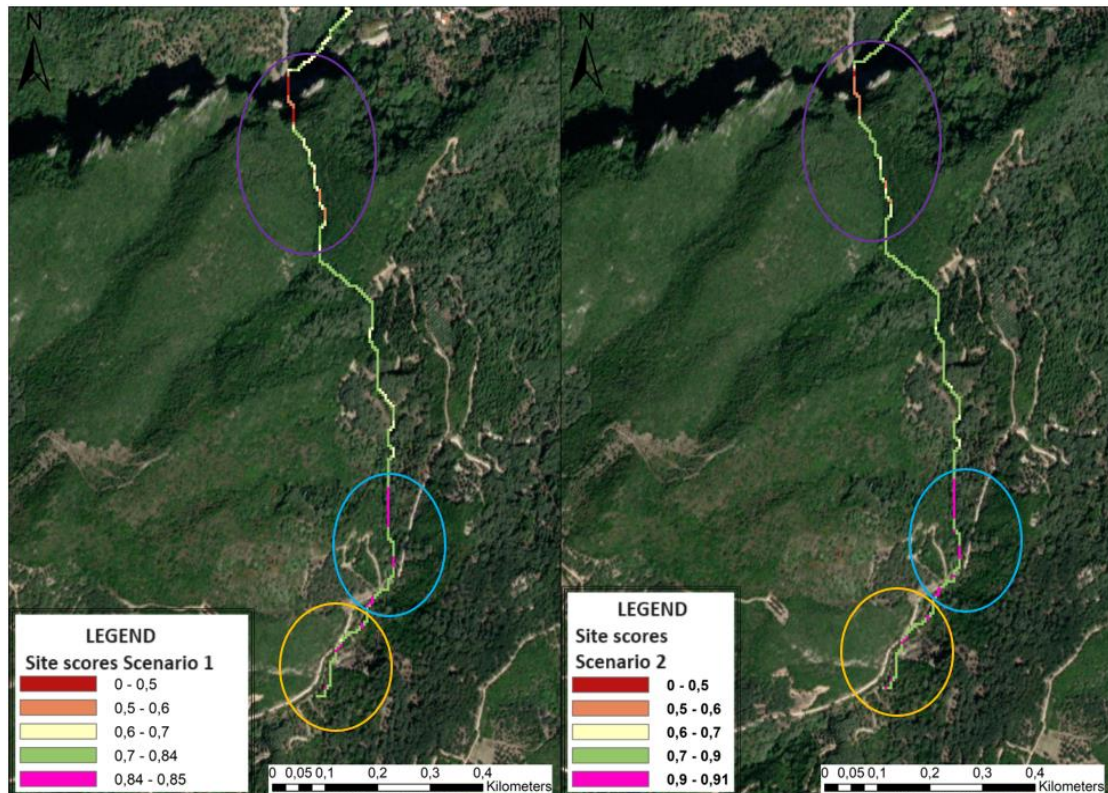 N
N
LEGEND
Site scores Scenario 1
0 - 0,5
0,5 - 0,6
0,6 - 0,7
0,7 - 0,84
0,84 - 0,85
0 0,05 0,1 0,2 0,3 0,4
Kilometers
LEGEND
Site scores
Scenario 2
0 - 0,5
0,5 - 0,6
0,6 - 0,7
0,7 - 0,9
0,9 - 0,91
0 0,05 0,1 0,2 0,3 0,4
Kilometers